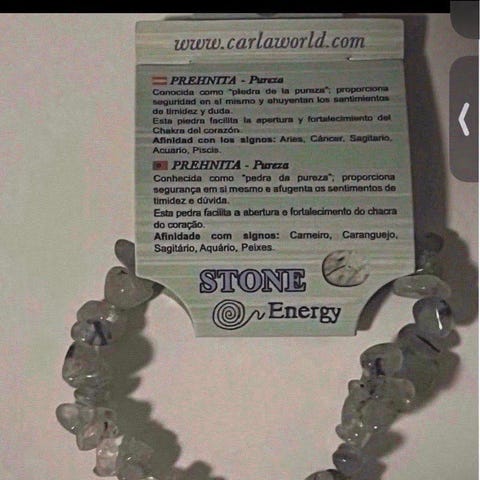 www.carlaworld.com
PREHNITA - Pureza
Conocida como "piedra de la pureza"; proporciona
seguridad en sí mismo y ahuyentan los sentimientos
de timidez y duda.
Esta piedra facilita la apertura y fortalecimiento del
Chakra del corazón.
Afinidad con los signos: Aries, Cáncer, Sagitario,
Acuario, Piscis.
PREHNITA - Pureza
Conhecida como "pedra da pureza"; proporciona
segurança em si mesmo e afugenta os sentimentos de
timidez e dúvida.
Esta pedra facilita a abertura e fortalecimento do chacra
do coração.
Afinidade com signos: Carneiro, Caranguejo,
Sagitário, Aquário, Peixes.
STONE
Energy